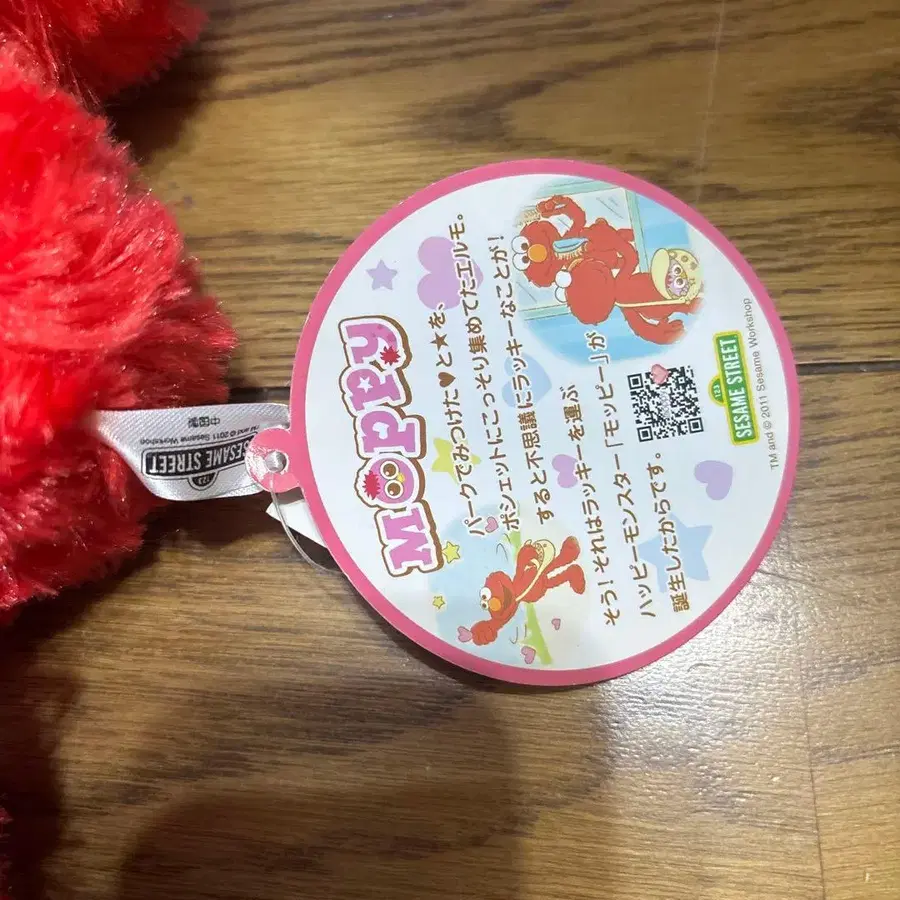 Moppy
パークでみつけた♥と★を、
ポシェットにこっそり集めてたエルモ。
すると不思議にラッキーなことが！
そう！それはラッキーを運ぶ
ハッピーモンスター「モッピー」が
誕生したからです。
123
SESAME STREET
TM and © 2011 Sesame Workshop
123
SESAME STREET
and © 2011 Sesame Workshop
中国製